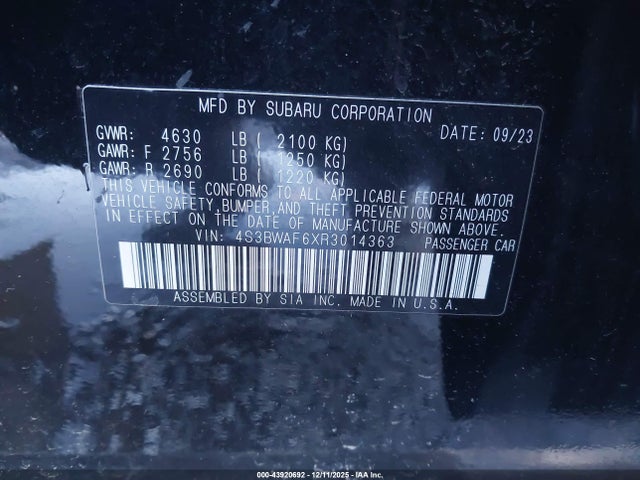 MFD BY SUBARU CORPORATION
GVWR: 4630 LB ( 2100 KG) DATE: 09/23
GAWR: F 2756 LB ( 1250 KG)
GAWR: R 2690 LB ( 1220 KG)
THIS VEHICLE CONFORMS TO ALL APPLICABLE FEDERAL MOTOR
VEHICLE SAFETY, BUMPER AND THEFT PREVENTION STANDARDS
IN EFFECT ON THE DATE OF MANUFACTURE SHOWN ABOVE.
VIN: 4S3BWAF6XR3014363 PASSENGER CAR
ASSEMBLED BY SIA INC. MADE IN U.S.A.
000-43920692 - 12/11/2025 - IAAI.COM